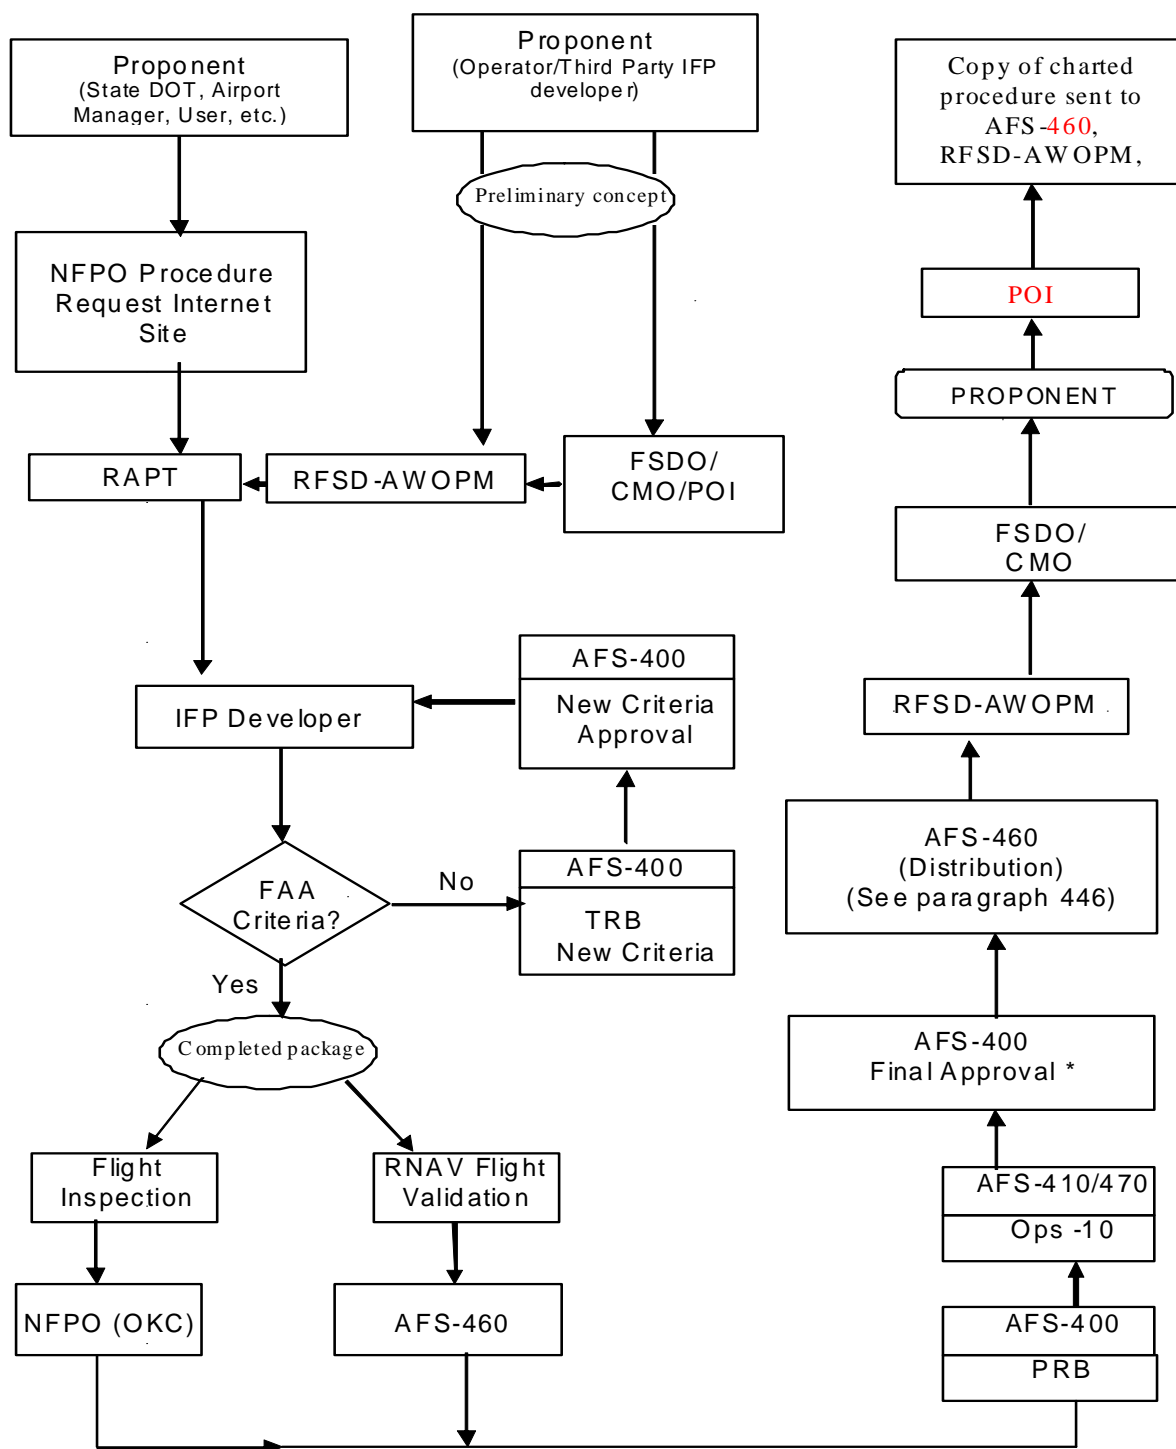 Proponent
(State DOT, Airport
Manager, User, etc.)
Proponent
(Operator/Third Party IFP
developer)
Copy of charted
procedure sent to
AFS-460,
RFSD-AWOPM,
Preliminary concept
NFPO Procedure
Request Internet
Site
POI
PROPONENT
RAPT
RFSD-AWOPM
FSDO/
CMO/POI
FSDO/
CMO
AFS-400
New Criteria
Approval
IFP Developer
RFSD-AWOPM
AFS-460
(Distribution)
(See paragraph 446)
FAA
Criteria?
No
AFS-400
TRB
New Criteria
Yes
Completed package
AFS-400
Final Approval *
Flight
Inspection
RNAV Flight
Validation
AFS-410/470
Ops -10
NFPO (OKC)
AFS-460
AFS-400
PRB